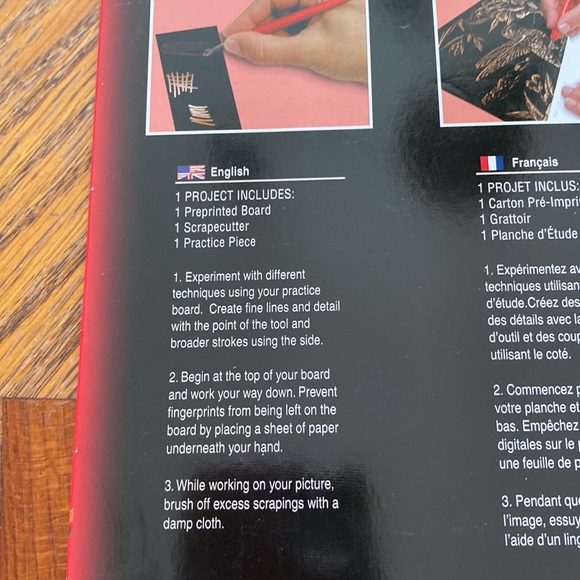 English
1 PROJECT INCLUDES:
1 Preprinted Board
1 Scrapecutter
1 Practice Piece
1. Experiment with different
techniques using your practice
board. Create fine lines and detail
with the point of the tool and
broader strokes using the side.
2. Begin at the top of your board
and work your way down. Prevent
fingerprints from being left on the
board by placing a sheet of paper
underneath your hand.
3. While working on your picture,
brush off excess scrapings with a
damp cloth.
Français
1 PROJET INCLUS:
1 Carton Pré-Impri
1 Grattoir
1 Planche d'Étude
1. Expérimentez av
techniques utilisan
d'étude.Créez des
des détails avec la
d'outil et des coup
utilisant le coté.
2. Commencez p
votre planche et
bas. Empêchez
digitales sur le p
une feuille de p
3. Pendant que
l'image, essuy
l'aide d'un ling